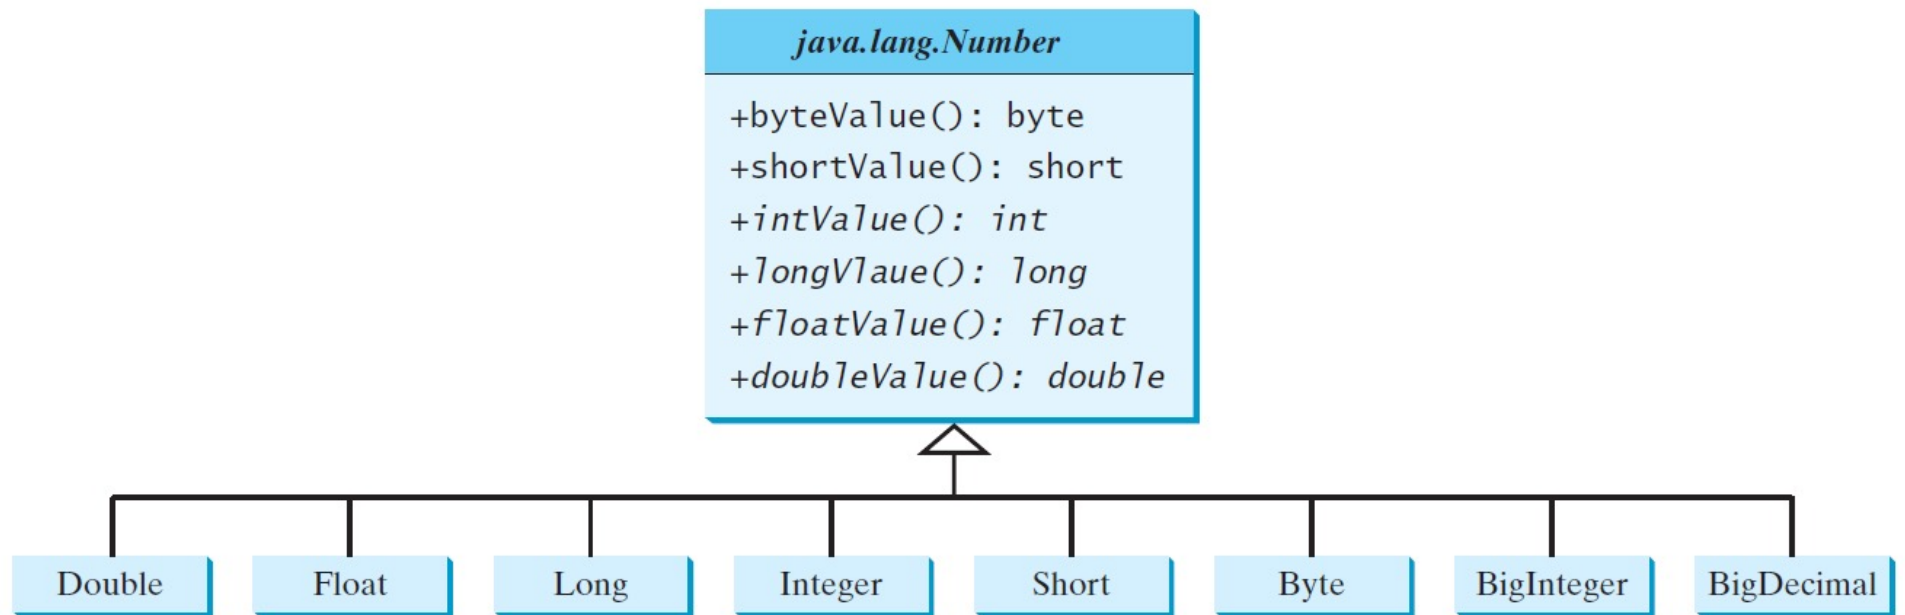 java.lang.Number
+byteValue(): byte
+shortValue(): short
+intValue(): int
+longVlaue(): long
+floatValue(): float
+doubleValue(): double
Double Float Long Integer Short Byte BigInteger BigDecimal